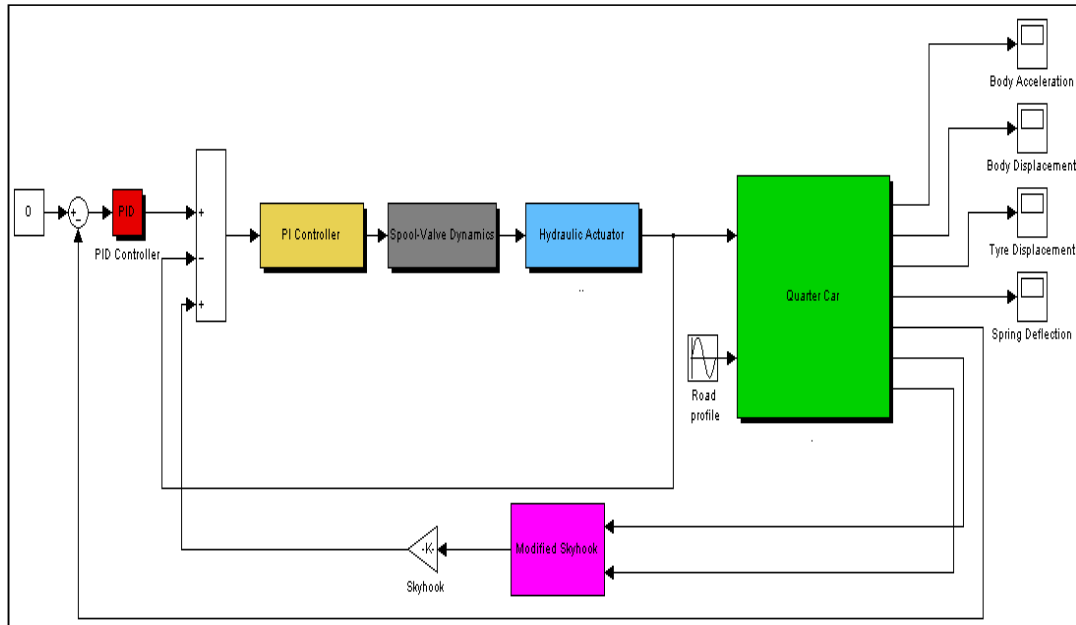 Body Acceleration
Body Displacement
Tyre Displacement
Spring Deflection
0
+
−
PID
PID Controller
+
−
+
PI Controller
Spool-Valve Dynamics
Hydraulic Actuator
..
Quarter Car
.
Road
profile
Modified Skyhook
-K-
Skyhook